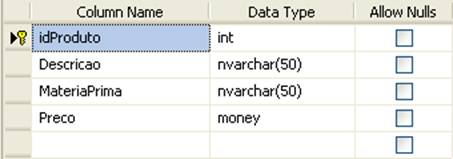 Column Name Data Type Allow Nulls
idProduto int
Descricao nvarchar(50)
MateriaPrima nvarchar(50)
Preco money